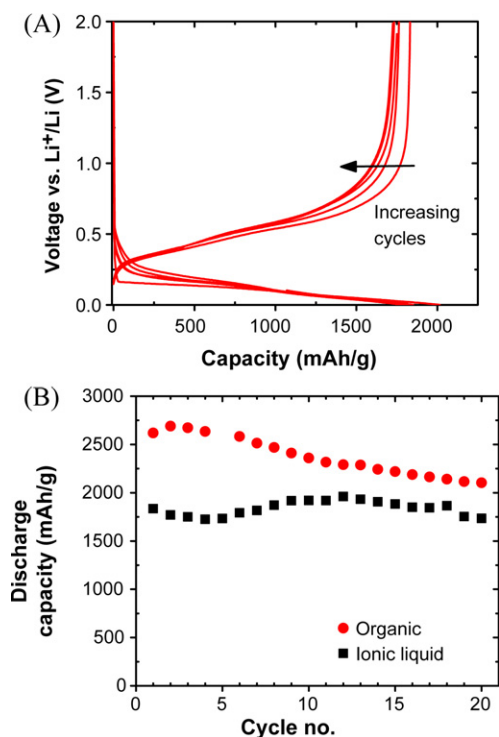 (A)
2.0
1.5
1.0
0.5
0.0
Voltage vs. Li⁺/Li (V)
Increasing
cycles
0
500
1000
1500
2000
Capacity (mAh/g)
(B)
3000
2500
2000
1750
1500
1000
500
0
Discharge
capacity (mAh/g)
Organic
Ionic liquid
0
5
10
15
20
Cycle no.